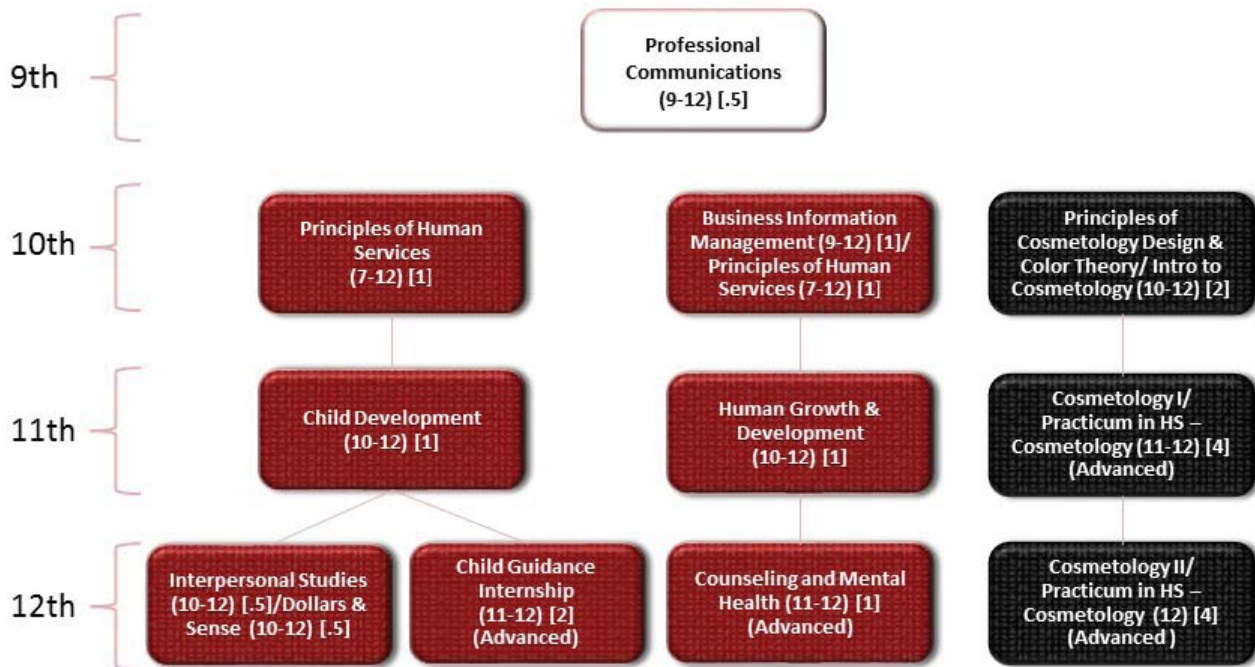 9th
Professional
Communications
(9-12) [.5]
10th
Principles of Human
Services
(7-12) [1]
Business Information
Management (9-12) [1]/
Principles of Human
Services (7-12) [1]
Principles of
Cosmetology Design &
Color Theory/ Intro to
Cosmetology (10-12) [2]
11th
Child Development
(10-12) [1]
Human Growth &
Development
(10-12) [1]
Cosmetology I/
Practicum in HS –
Cosmetology (11-12) [4]
(Advanced)
12th
Interpersonal Studies
(10-12) [.5]/Dollars &
Sense (10-12) [.5]
Child Guidance
Internship
(11-12) [2]
(Advanced)
Counseling and Mental
Health (11-12) [1]
(Advanced)
Cosmetology II/
Practicum in HS –
Cosmetology (12) [4]
(Advanced )